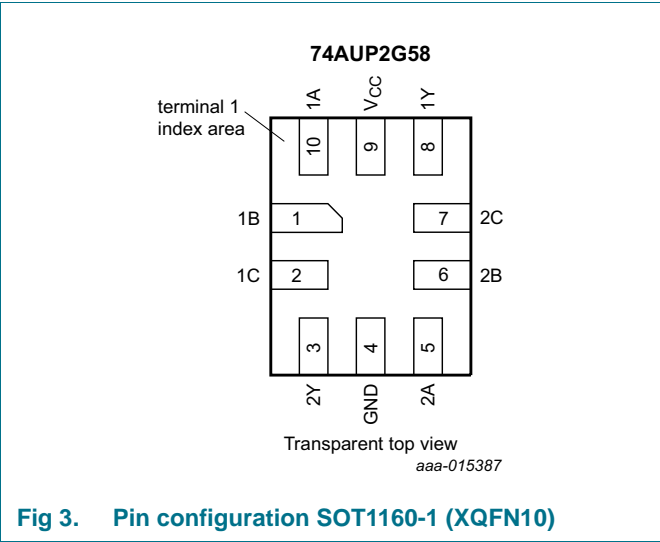 74AUP2G58
1A
VCC
1Y
terminal 1
index area
10
9
8
1B
1
7
2C
1C
2
6
2B
3
4
5
2Y
GND
2A
Transparent top view
aaa-015387
Fig 3. Pin configuration SOT1160-1 (XQFN10)